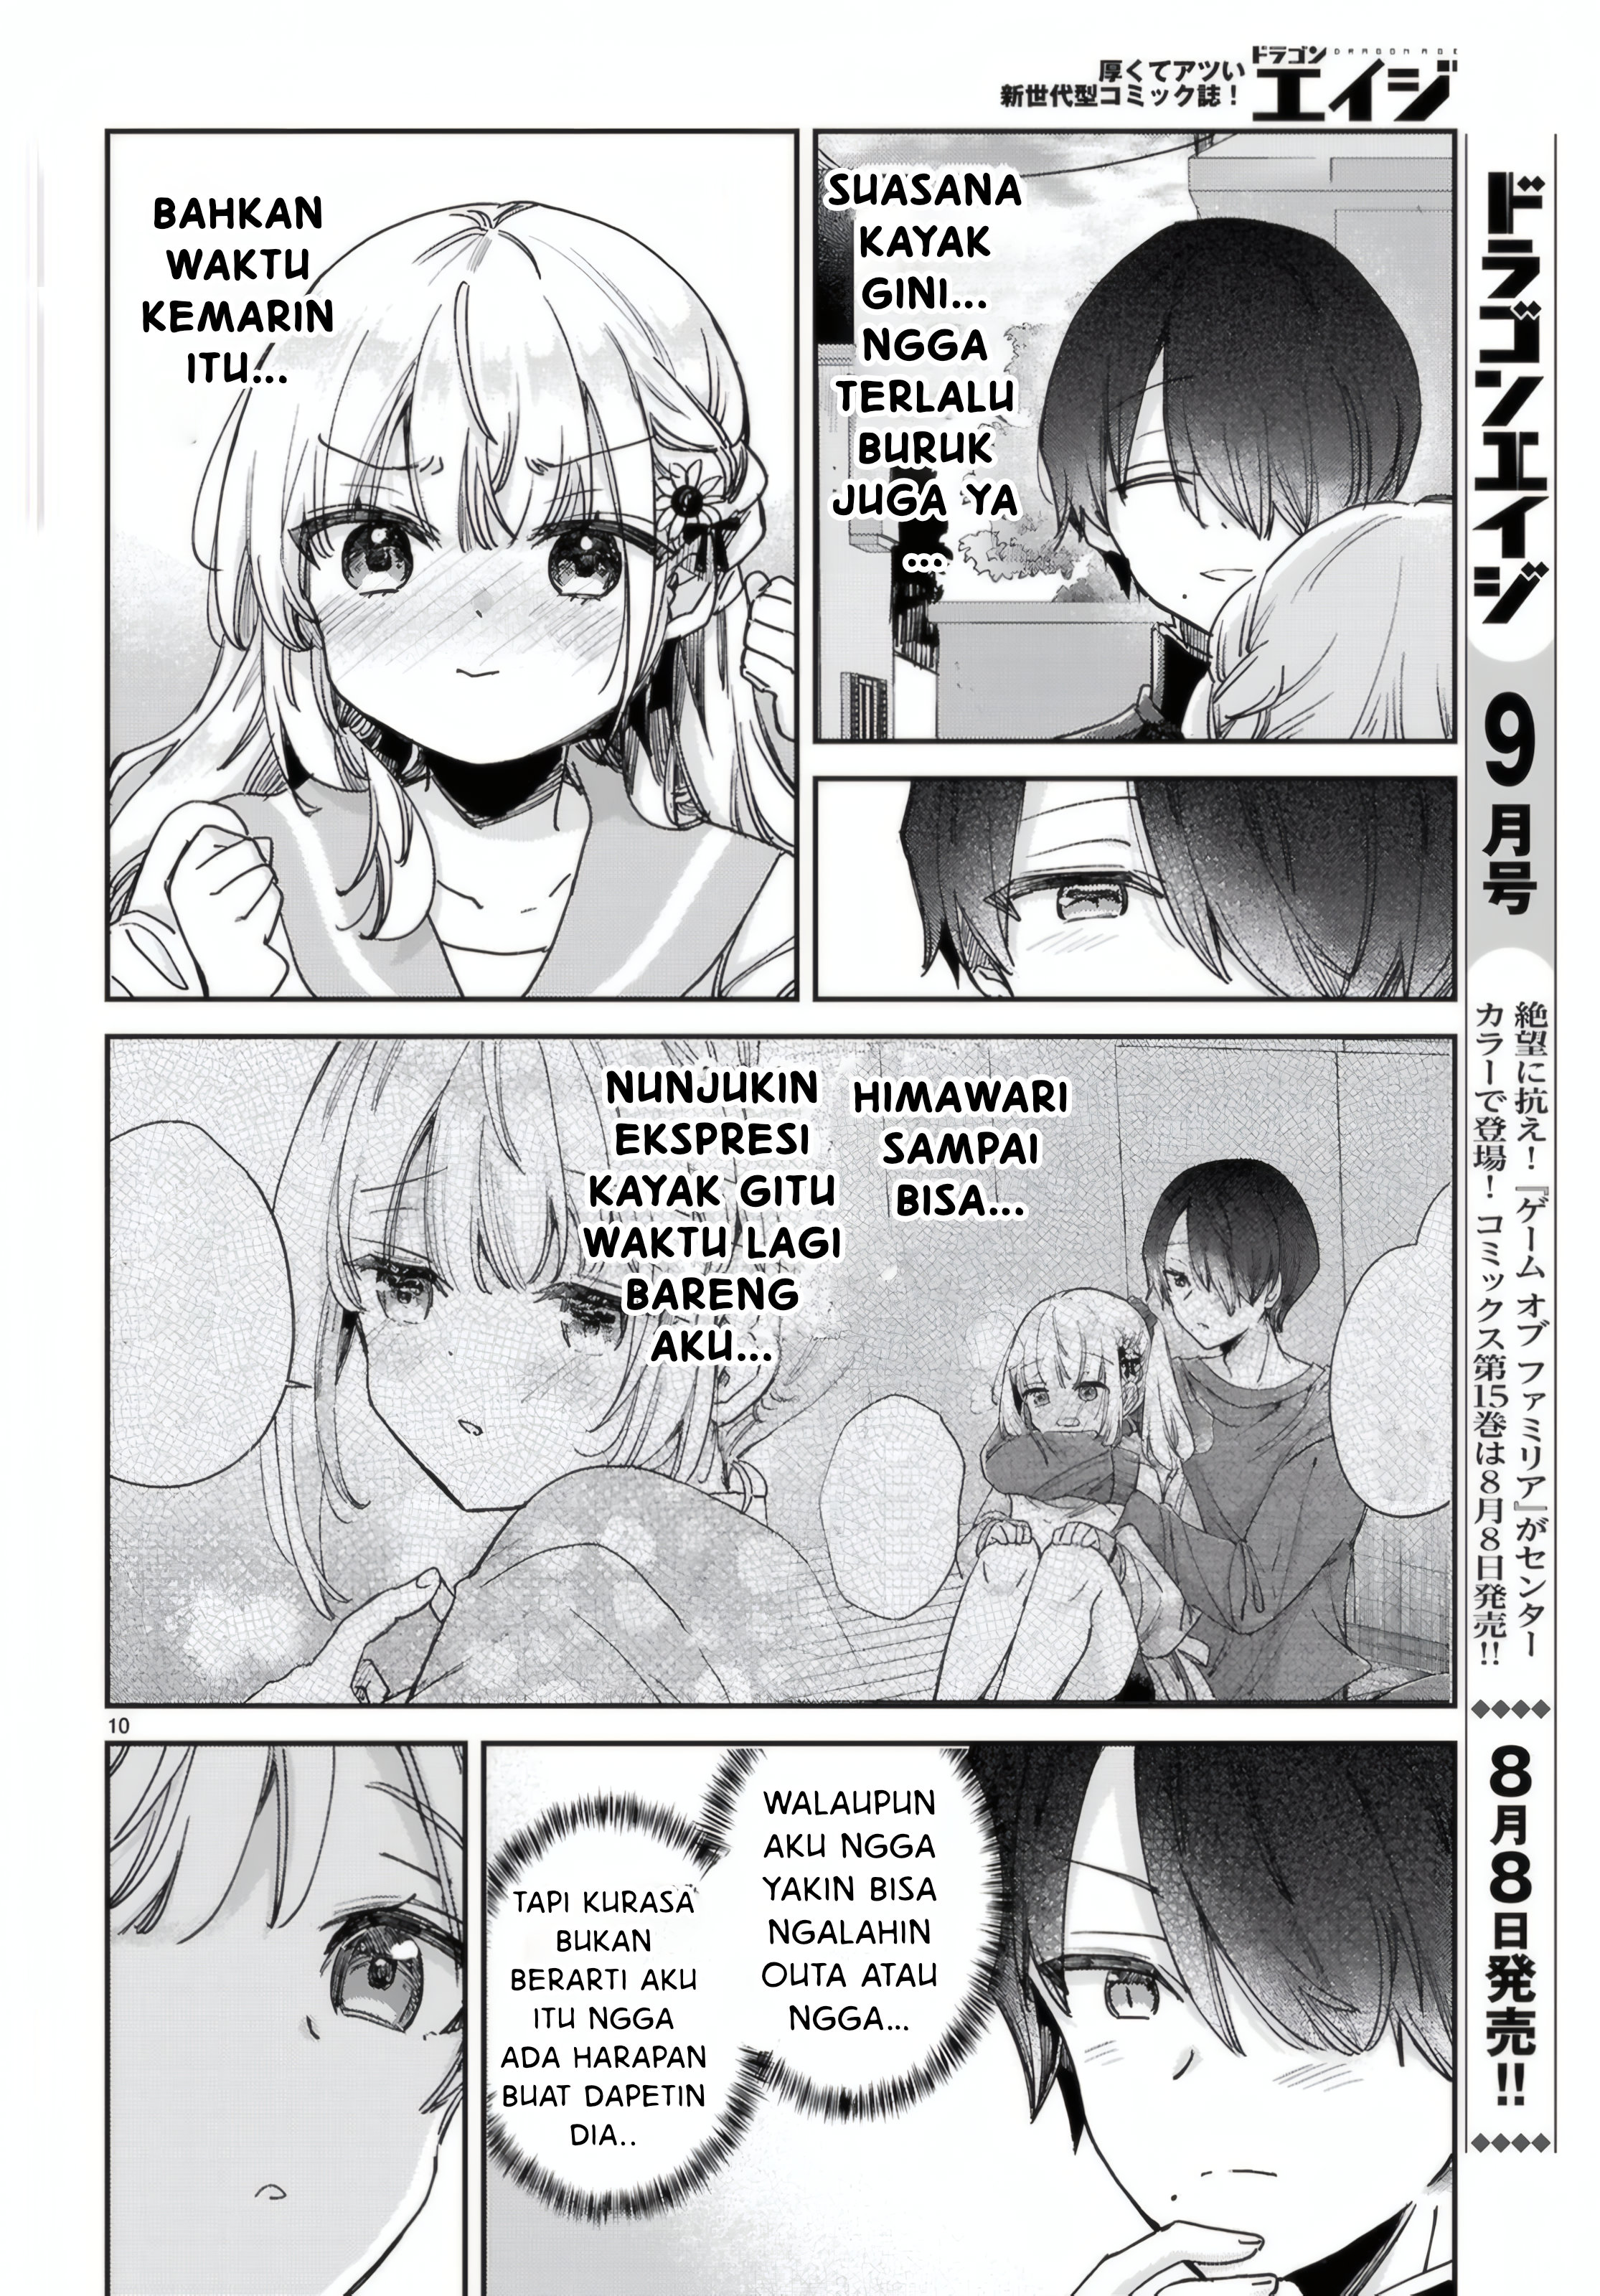 厚くてアツい
新世代型コミック誌！
ドラゴン
DRAGON AGE
エイジ
SUASANA
KAYAK
GINI...
NGGA
TERLALU
BURUK
JUGA YA
...
BAHKAN
WAKTU
KEMARIN
ITU...
HIMAWARI
SAMPAI
BISA...
NUNJUKIN
EKSPRESI
KAYAK GITU
WAKTU LAGI
BARENG
AKU...
10
WALAUPUN
AKU NGGA
YAKIN BISA
NGALAHIN
OUTA ATAU
NGGA...
TAPI KURASA
BUKAN
BERARTI AKU
ITU NGGA
ADA HARAPAN
BUAT DAPETIN
DIA..
ドラゴンエイジ
9月号
絶望に抗え！『ゲーム オブ ファミリア』がセンター
カラーで登場！コミックス第15巻は8月8日発売!!
8月8日発売!!